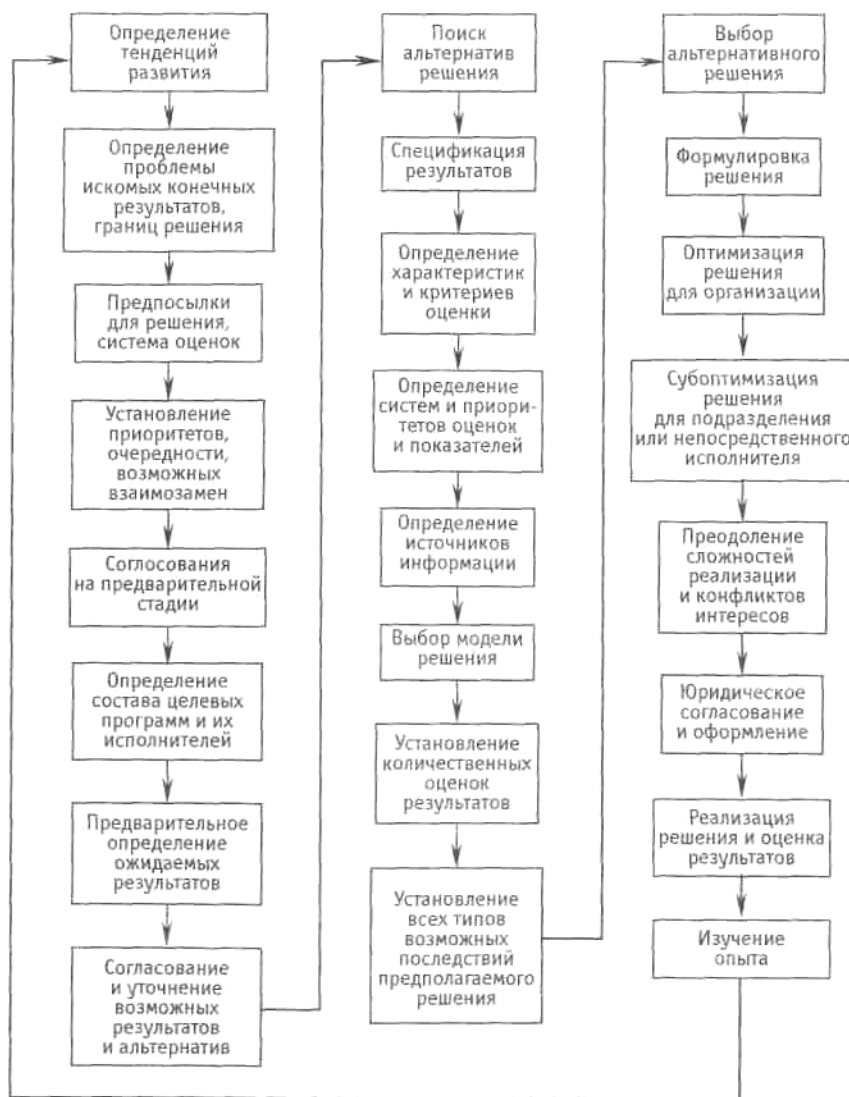 Определение
тенденций
развития
Определение
проблемы
искомых конечных
результатов,
границ решения
Предпосылки
для решения,
система оценок
Установление
приоритетов,
очередности,
возможных
взаимозамен
Соглосования
на предварительной
стадии
Определение
состава целевых
программ и их
исполнителей
Предварительное
определение
ожидаемых
результатов
Согласование
и уточнение
возможных
результатов
и альтернатив
Поиск
альтернатив
решения
Спецификация
результатов
Определение
характеристик
и критериев
оценки
Определение
систем и приори-
тетов оценок
и показателей
Определение
источников
информации
Выбор модели
решения
Установление
количественных
оценок
результатов
Установление
всех типов
возможных
последствий
предполагаемого
решения
Выбор
альтернативного
решения
Формулировка
решения
Оптимизация
решения
для организации
Субоптимизация
решения
для подразделения
или непосредственного
исполнителя
Преодоление
сложностей
реализации
и конфликтов
интересов
Юридическое
согласование
и оформление
Реализация
решения и оценка
результатов
Изучение
опыта